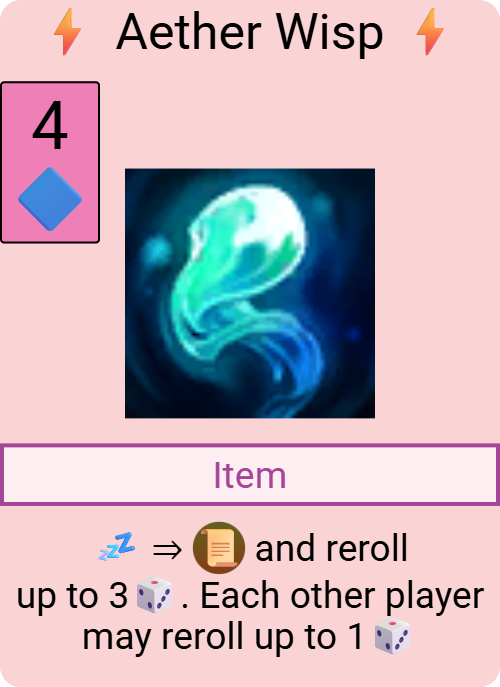 Aether Wisp
4
Item
⇒ and reroll
up to 3 . Each other player
may reroll up to 1